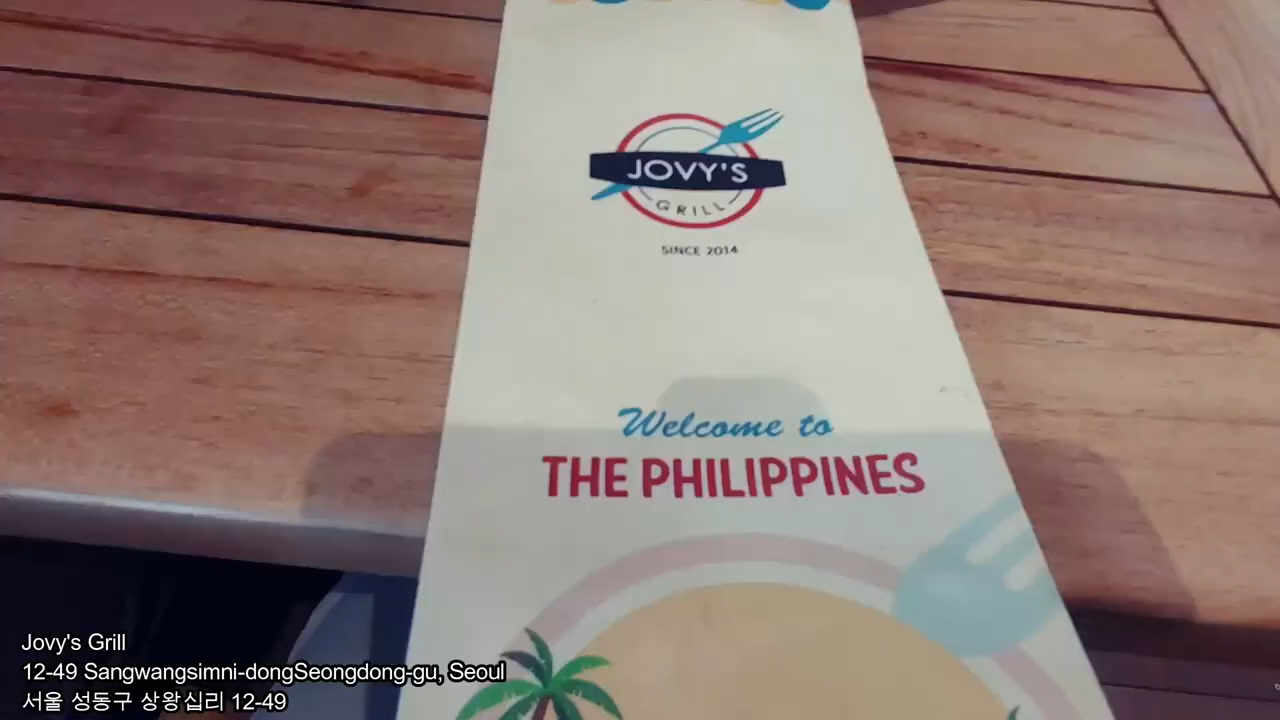 JOVY'S
GRILL
SINCE 2014
Welcome to
THE PHILIPPINES
Jovy's Grill
12-49 Sangwangsimni-dongSeongdong-gu, Seoul
서울 성동구 상왕십리 12-49